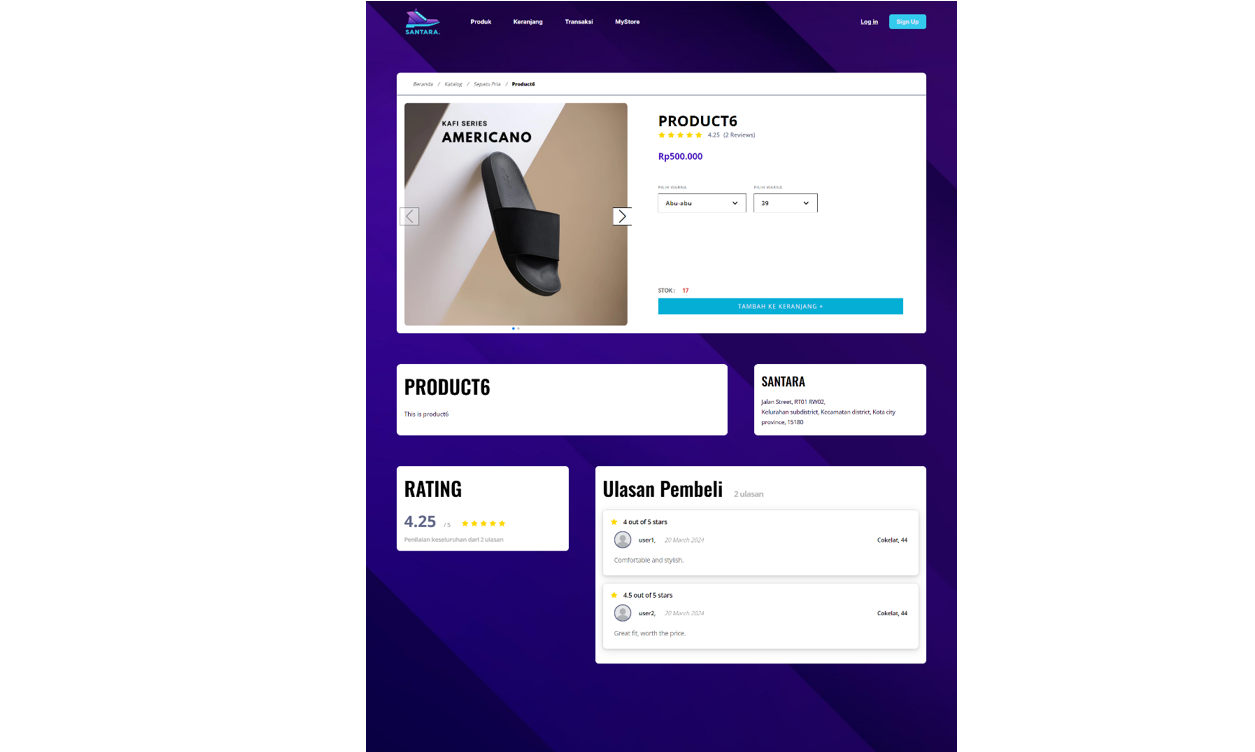 SANTARA.
Produk
Keranjang
Transaksi
MyStore
Log in
Sign Up
Beranda / Katalog / Sepatu Pria / Product6
KAFI SERIES
AMERICANO
PRODUCT6
4.25 (2 Reviews)
Rp500.000
PILIH WARNA
PILIH WARNA
Abu-abu
39
STOK : 17
TAMBAH KE KERANJANG +
PRODUCT6
This is product6
SANTARA
Jalan Street, RT01 RW02,
Kelurahan subdistrict, Kecamatan district, Kota city
province, 15180
RATING
4.25 / 5
Penilaian keseluruhan dari 2 ulasan
Ulasan Pembeli 2 ulasan
4 out of 5 stars
user1, 20 March 2024 Cokelat, 44
Comfortable and stylish.
4.5 out of 5 stars
user2, 20 March 2024 Cokelat, 44
Great fit, worth the price.